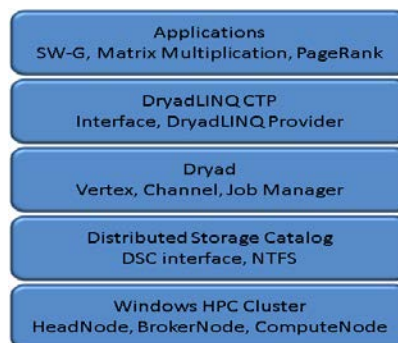 Applications
SW-G, Matrix Multiplication, PageRank
DryadLINQ CTP
Interface, DryadLINQ Provider
Dryad
Vertex, Channel, Job Manager
Distributed Storage Catalog
DSC interface, NTFS
Windows HPC Cluster
HeadNode, BrokerNode, ComputeNode